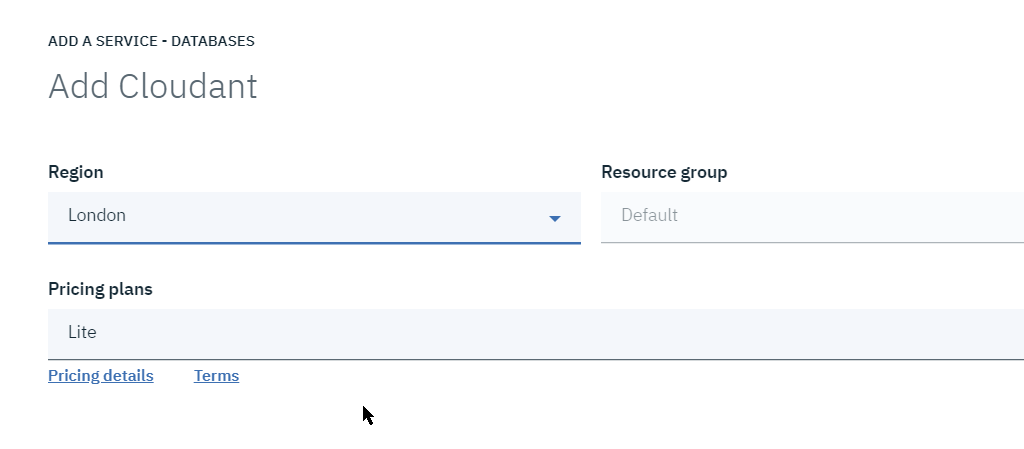 ADD A SERVICE - DATABASES
Add Cloudant
Region
Resource group
London
Default
Pricing plans
Lite
Pricing details
Terms